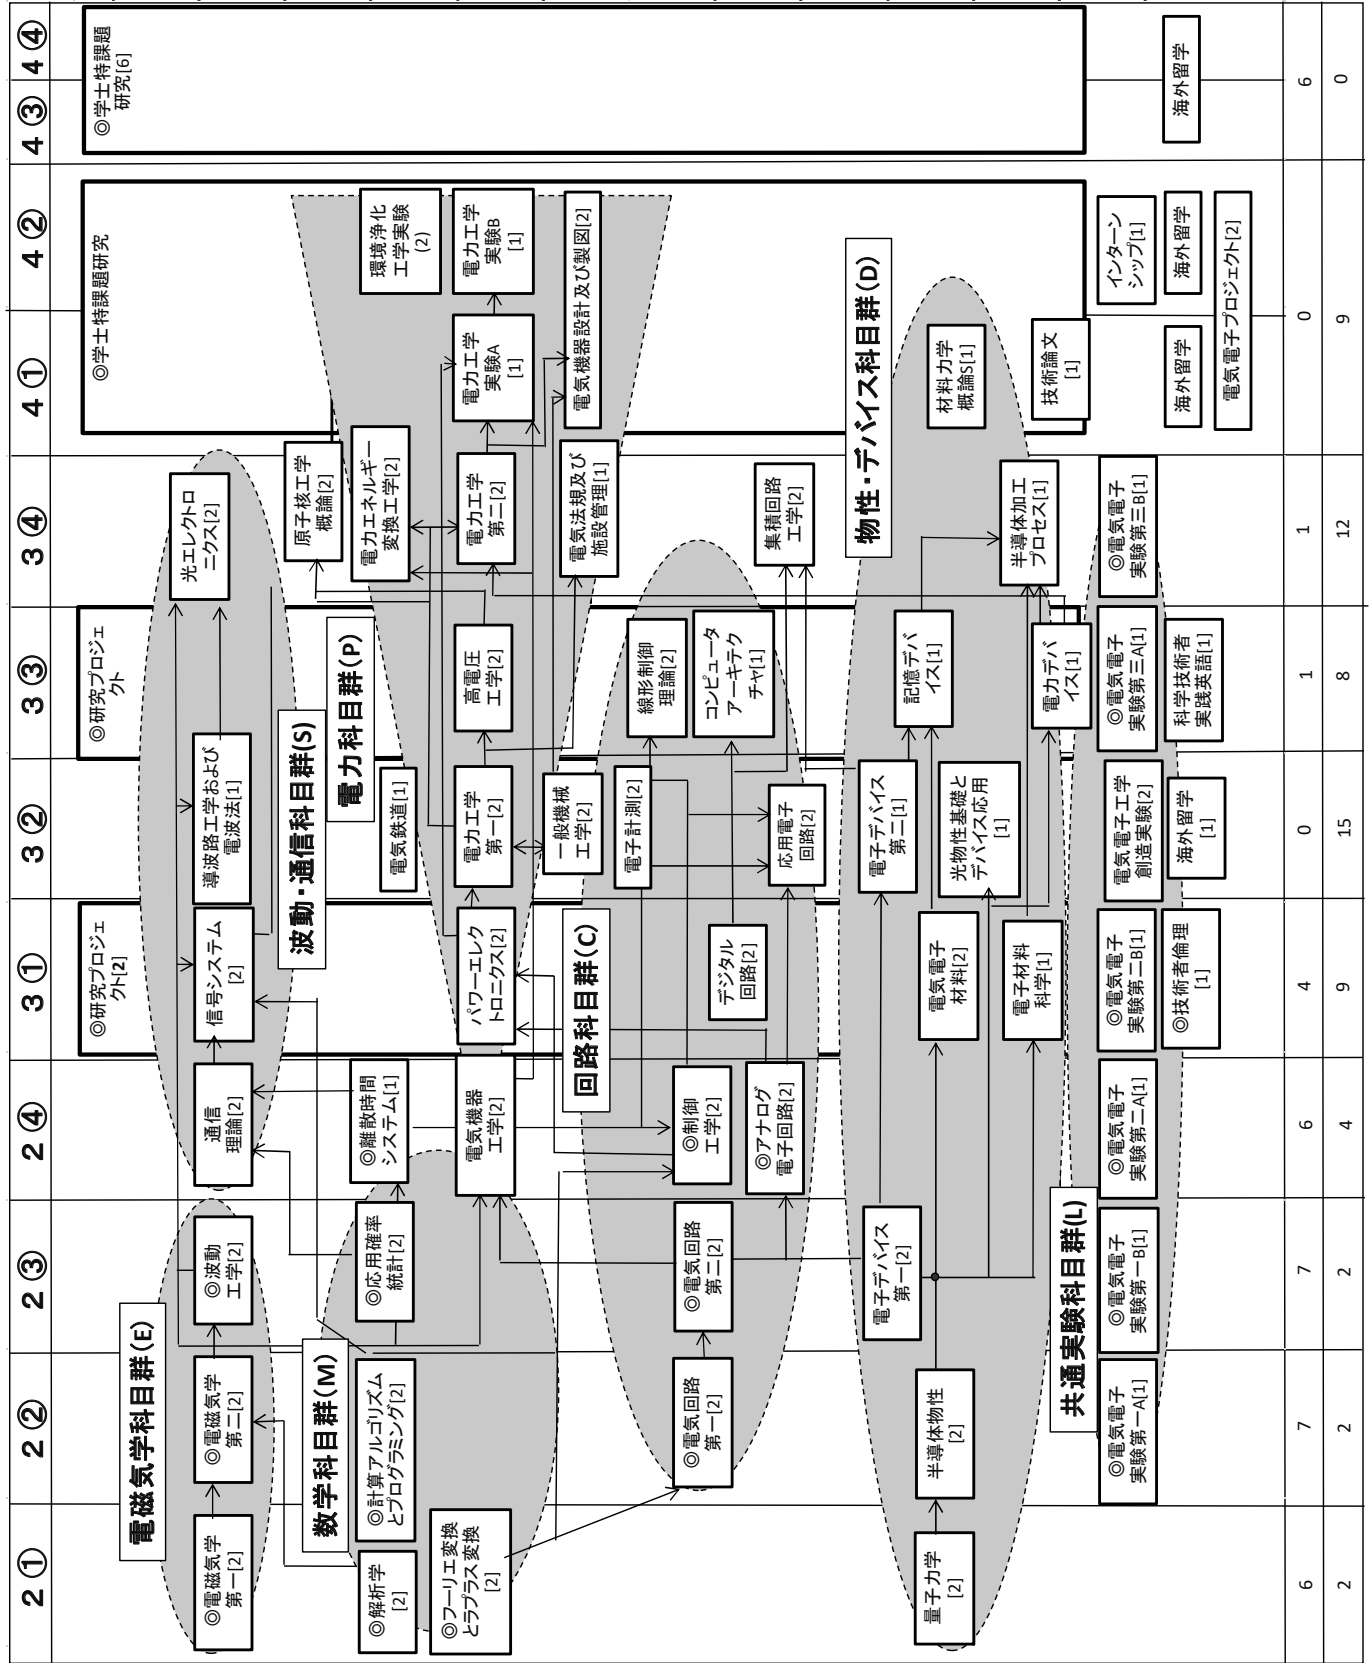 2①
2②
2③
2④
3①
3②
3③
3④
4①
4②
4③
4④
◎研究プロジェ
クト[2]
◎研究プロジェ
クト
◎学士特課題研究
◎学士特課題
研究[6]
電磁気学科目群(E)
◎電磁気学
第一[2]
◎電磁気学
第二[2]
◎波動
工学[2]
波動・通信科目群(S)
通信
理論[2]
信号システム
[2]
導波路工学および
電波法[1]
光エレクトロ
ニクス[2]
数学科目群(M)
◎解析学
[2]
◎計算アルゴリズム
とプログラミング[2]
◎フーリエ変換
とラプラス変換
[2]
◎応用確率
統計[2]
◎離散時間
システム[1]
電力科目群(P)
電気機器
工学[2]
パワーエレク
トロニクス[2]
電気鉄道[1]
電力工学
第一[2]
一般機械
工学[2]
高電圧
工学[2]
原子核工学
概論[2]
電力エネルギー
変換工学[2]
電力工学
第二[2]
電気法規及び
施設管理[1]
電力工学
実験A
[1]
環境浄化
工学実験
(2)
電力工学
実験B
[1]
電気機器設計及び製図[2]
回路科目群(C)
◎電気回路
第一[2]
◎電気回路
第二[2]
◎制御
工学[2]
◎アナログ
電子回路[2]
デジタル
回路[2]
電子計測[2]
応用電子
回路[2]
線形制御
理論[2]
コンピュータ
アーキテク
チャ[1]
集積回路
工学[2]
物性・デバイス科目群(D)
量子力学
[2]
半導体物性
[2]
電子デバイス
第一[2]
電気電子
材料[2]
電子材料
科学[1]
電子デバイス
第二[1]
光物性基礎と
デバイス応用
[1]
記憶デバ
イス[1]
電力デバ
イス[1]
半導体加工
プロセス[1]
材料力学
概論S[1]
技術論文
[1]
共通実験科目群(L)
◎電気電子
実験第一A[1]
◎電気電子
実験第一B[1]
◎電気電子
実験第二A[1]
◎電気電子
実験第二B[1]
◎技術者倫理
[1]
電気電子工学
創造実験[2]
海外留学
[1]
◎電気電子
実験第三A[1]
科学技術者
実践英語[1]
◎電気電子
実験第三B[1]
インターン
シップ[1]
海外留学
海外留学
電気電子プロジェクト[2]
海外留学
6
7
7
6
4
0
1
1
0
6
2
2
2
4
9
15
8
12
9
0